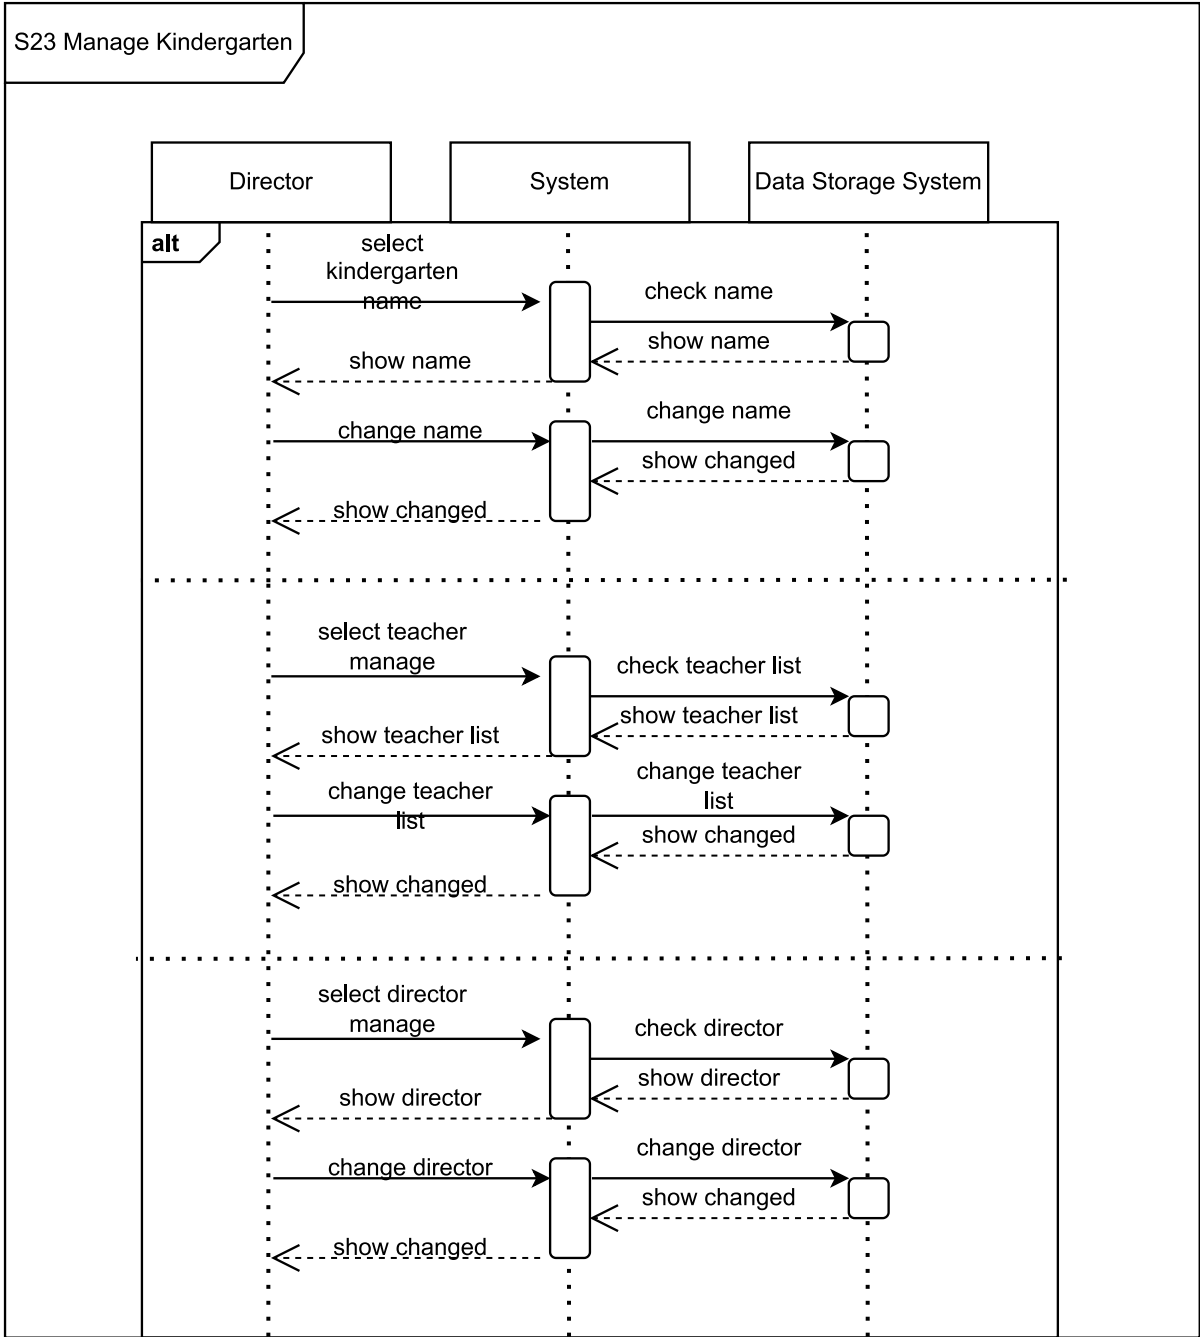 S23 Manage Kindergarten
Director
System
Data Storage System
alt
select
kindergarten
name
check name
show name
show name
change name
change name
show changed
show changed
select teacher
manage
check teacher list
show teacher list
show teacher list
change teacher
list
change teacher
list
show changed
show changed
select director
manage
check director
show director
show director
change director
change director
show changed
show changed